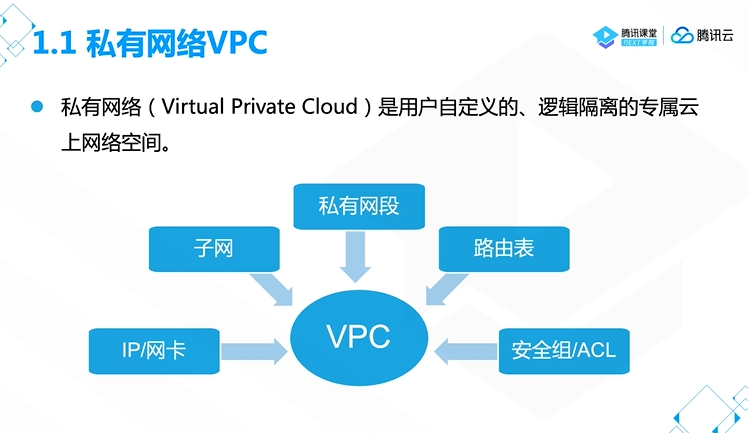 1.1 私有网络VPC
腾讯课堂
NEXT学院
腾讯云
私有网络（Virtual Private Cloud）是用户自定义的、逻辑隔离的专属云
上网络空间。
私有网段
子网
路由表
VPC
IP/网卡
安全组/ACL